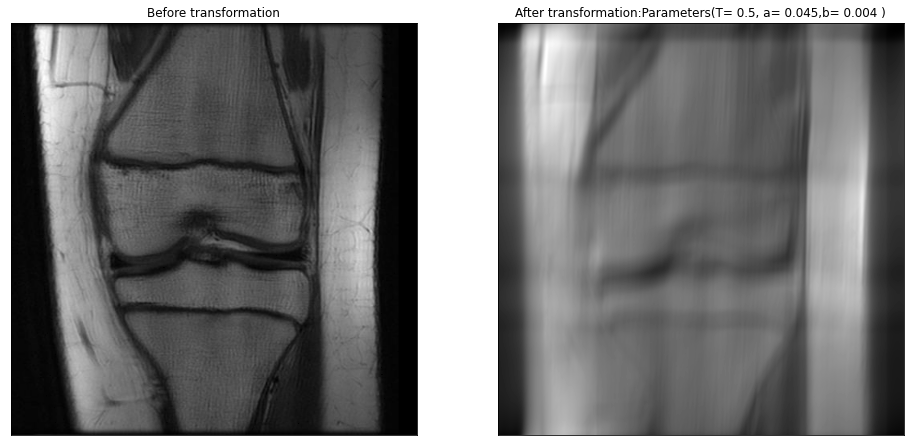 Before transformation
After transformation:Parameters(T= 0.5, a= 0.045,b= 0.004 )